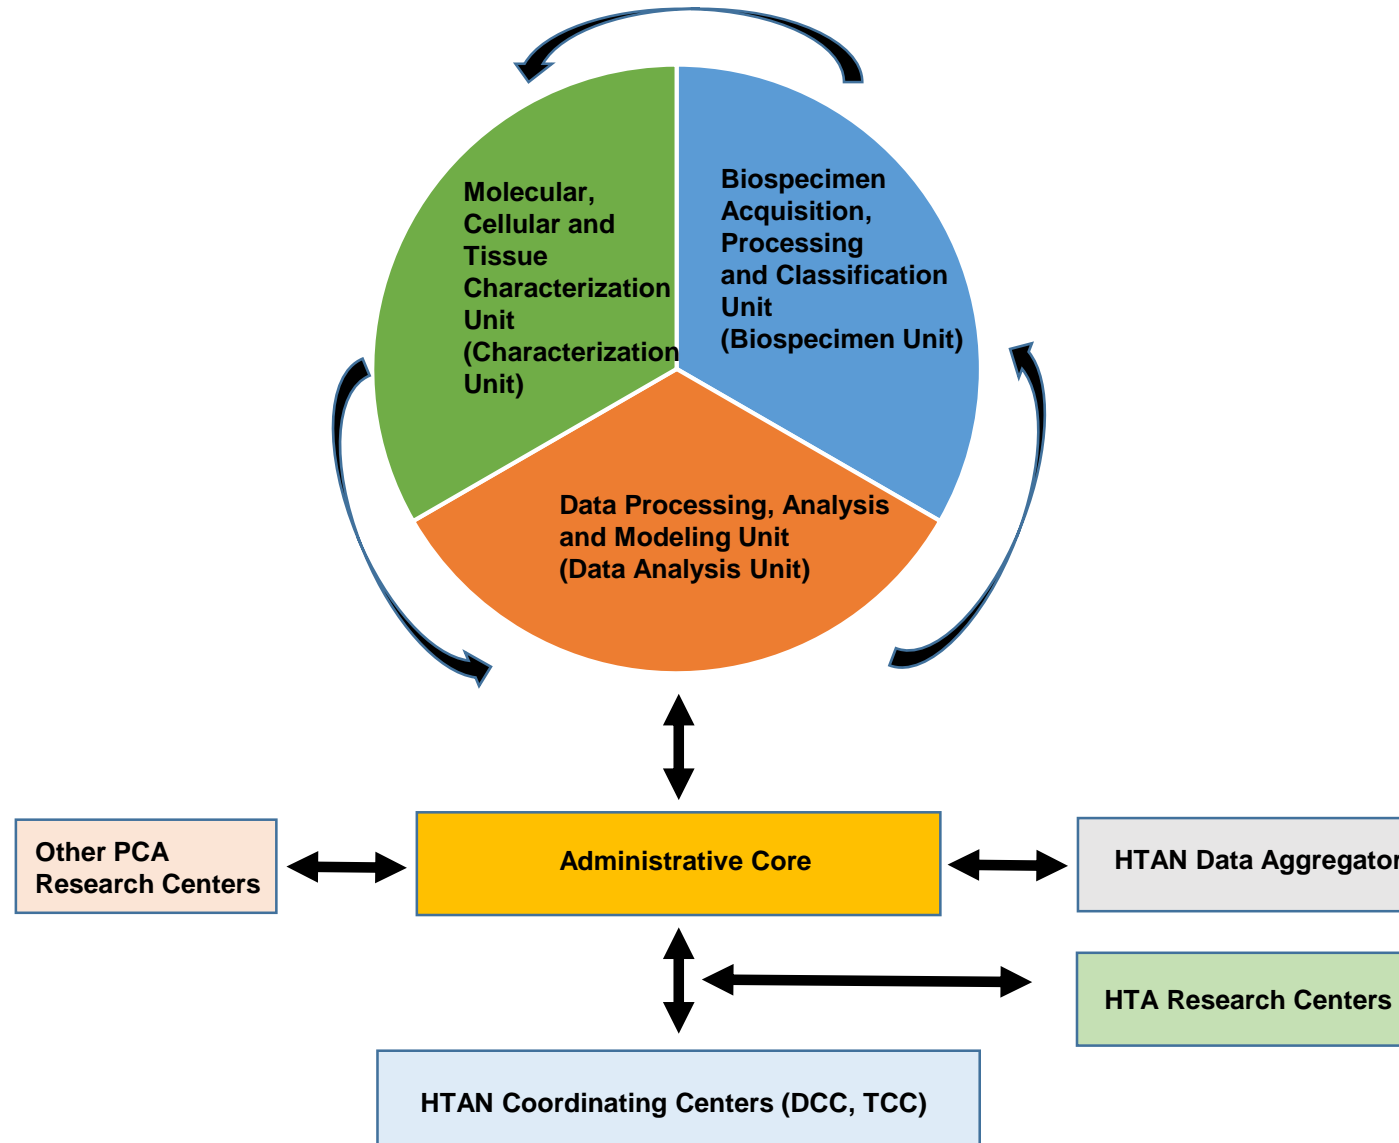 Molecular,
Cellular and
Tissue
Characterization
Unit
(Characterization
Unit)
Biospecimen
Acquisition,
Processing
and Classification
Unit
(Biospecimen Unit)
Data Processing, Analysis
and Modeling Unit
(Data Analysis Unit)
Other PCA
Research Centers
Administrative Core
HTAN Data Aggregator
HTA Research Centers
HTAN Coordinating Centers (DCC, TCC)